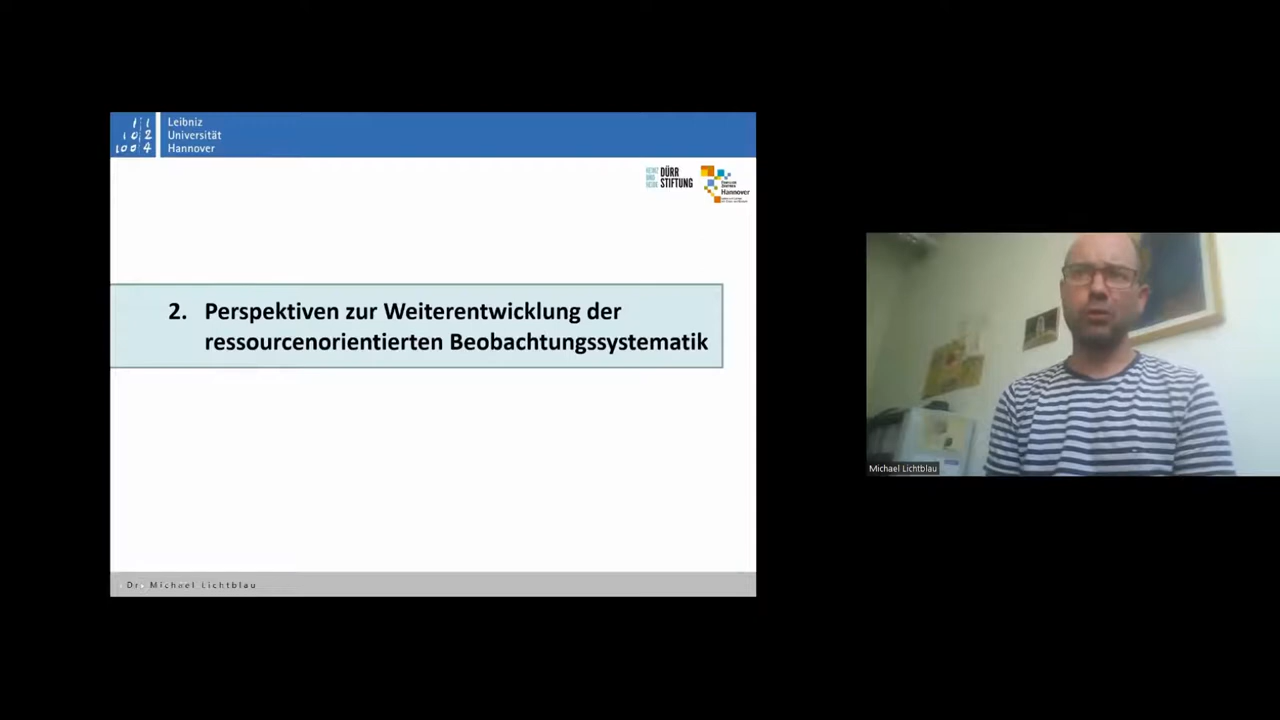 Leibniz
Universität
Hannover
DÜRR
STIFTUNG
Hannover
2. Perspektiven zur Weiterentwicklung der
ressourcenorientierten Beobachtungssystematik
Dr. Michael Lichtblau
Michael Lichtblau